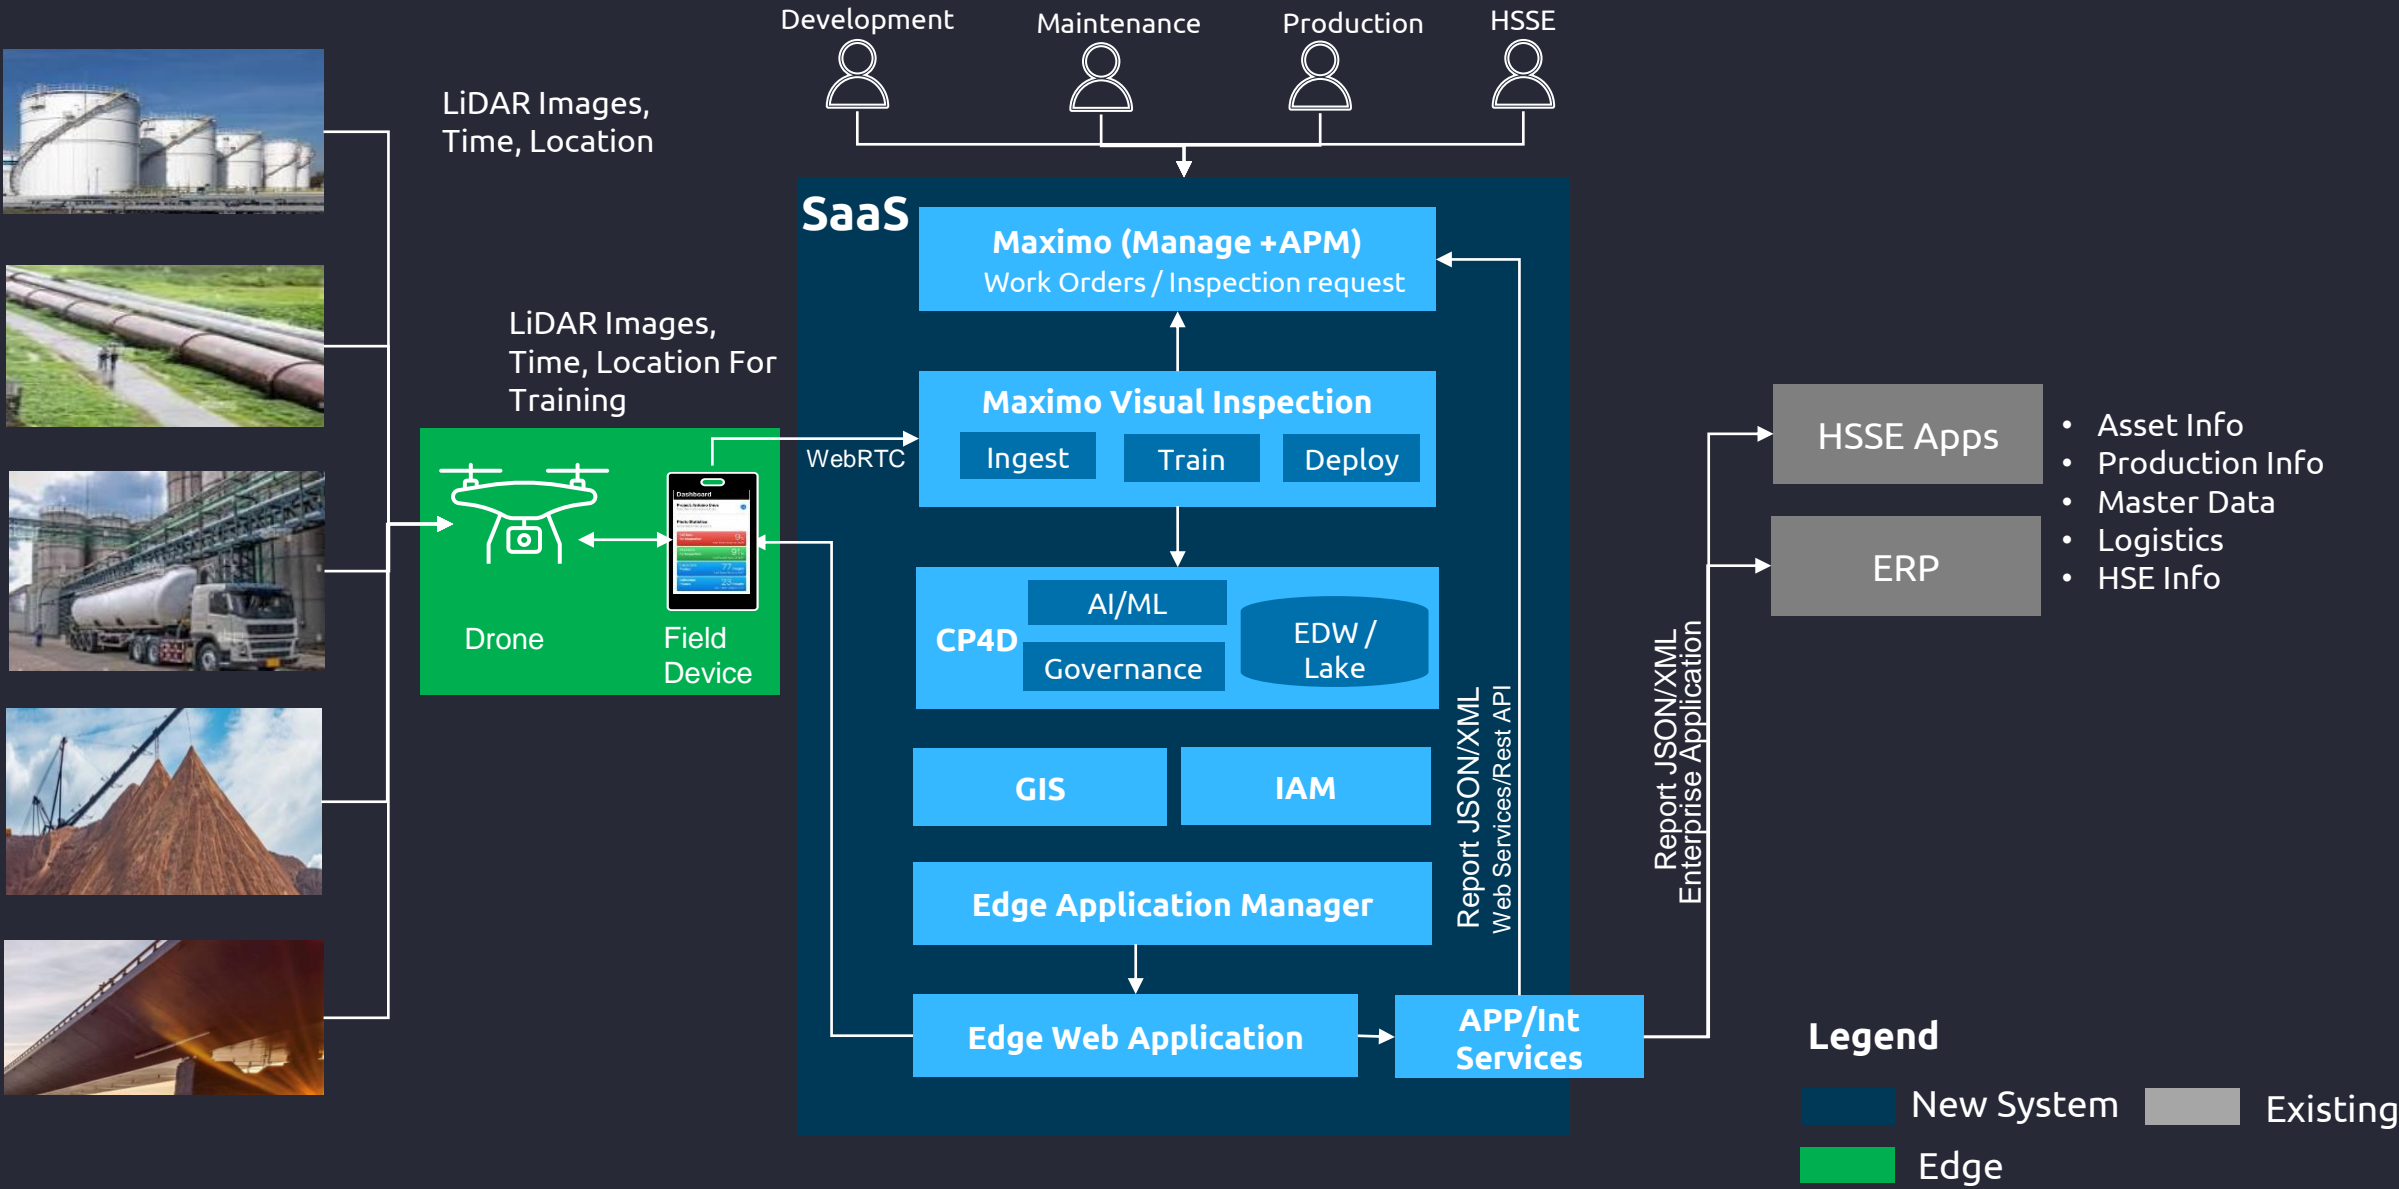 Development
Maintenance
Production
HSSE
LiDAR Images,
Time, Location
SaaS
Maximo (Manage +APM)
Work Orders / Inspection request
LiDAR Images,
Time, Location For
Training
Maximo Visual Inspection
Ingest
Train
Deploy
WebRTC
Dashboard
Drone
Field
Device
CP4D
AI/ML
Governance
EDW /
Lake
GIS
IAM
Edge Application Manager
Edge Web Application
APP/Int
Services
Report JSON/XML
Web Services/Rest API
Report JSON/XML
Enterprise Application
HSSE Apps
ERP
• Asset Info
• Production Info
• Master Data
• Logistics
• HSE Info
Legend
New System
Existing
Edge